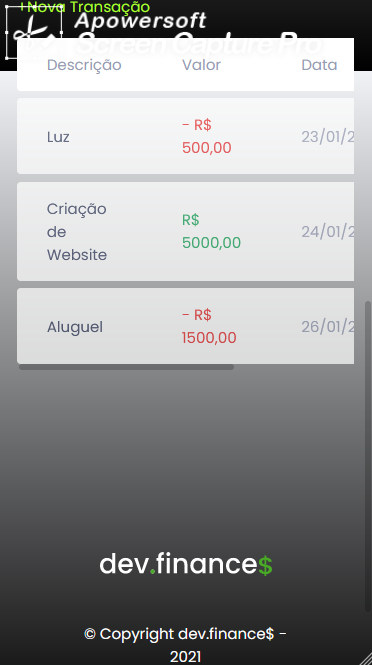 +Nova Transação
Apowersoft
Screen Capture Pro
Descrição Valor Data
Luz - R$ 500,00 23/01/2
Criação de Website R$ 5000,00 24/01/2
Aluguel - R$ 1500,00 26/01/2
dev.finance$
© Copyright dev.finance$ -
2021